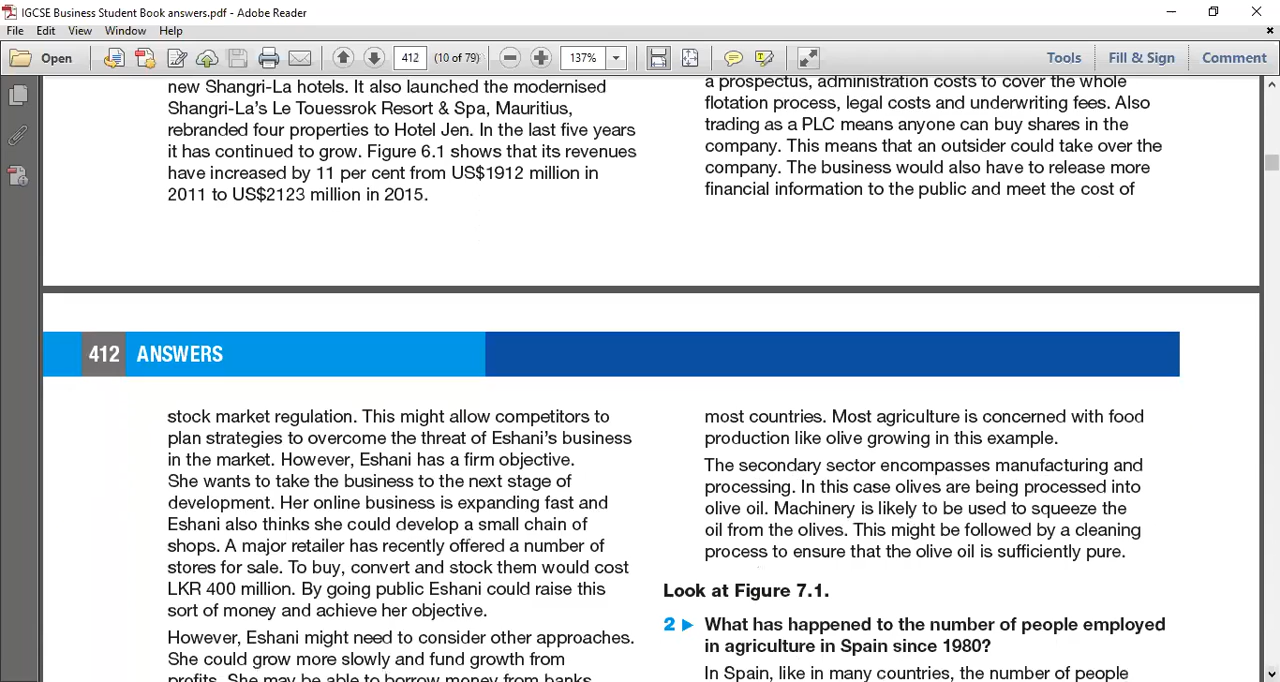 IGCSE Business Student Book answers.pdf - Adobe Reader
File Edit View Window Help
Open 412 (10 of 79) 137% Tools Fill & Sign Comment
new Shangri-La hotels. It also launched the modernised
Shangri-La's Le Touessrok Resort & Spa, Mauritius,
rebranded four properties to Hotel Jen. In the last five years
it has continued to grow. Figure 6.1 shows that its revenues
have increased by 11 per cent from US$1912 million in
2011 to US$2123 million in 2015.
a prospectus, administration costs to cover the whole
flotation process, legal costs and underwriting fees. Also
trading as a PLC means anyone can buy shares in the
company. This means that an outsider could take over the
company. The business would also have to release more
financial information to the public and meet the cost of
412 ANSWERS
stock market regulation. This might allow competitors to
plan strategies to overcome the threat of Eshani's business
in the market. However, Eshani has a firm objective.
She wants to take the business to the next stage of
development. Her online business is expanding fast and
Eshani also thinks she could develop a small chain of
shops. A major retailer has recently offered a number of
stores for sale. To buy, convert and stock them would cost
LKR 400 million. By going public Eshani could raise this
sort of money and achieve her objective.
However, Eshani might need to consider other approaches.
She could grow more slowly and fund growth from
profits. She may be able to borrow money from banks
most countries. Most agriculture is concerned with food
production like olive growing in this example.
The secondary sector encompasses manufacturing and
processing. In this case olives are being processed into
olive oil. Machinery is likely to be used to squeeze the
oil from the olives. This might be followed by a cleaning
process to ensure that the olive oil is sufficiently pure.
Look at Figure 7.1.
2 ▶ What has happened to the number of people employed
in agriculture in Spain since 1980?
In Spain, like in many countries, the number of people